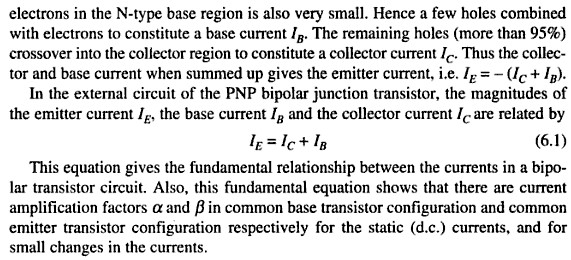 electrons in the N-type base region is also very small. Hence a few holes combined
with electrons to constitute a base current I_B. The remaining holes (more than 95%)
crossover into the collector region to constitute a collector current I_C. Thus the collec-
tor and base current when summed up gives the emitter current, i.e. I_E = – (I_C + I_B).
In the external circuit of the PNP bipolar junction transistor, the magnitudes of
the emitter current I_E, the base current I_B and the collector current I_C are related by
I_E = I_C + I_B (6.1)
This equation gives the fundamental relationship between the currents in a bipo-
lar transistor circuit. Also, this fundamental equation shows that there are current
amplification factors α and β in common base transistor configuration and common
emitter transistor configuration respectively for the static (d.c.) currents, and for
small changes in the currents.